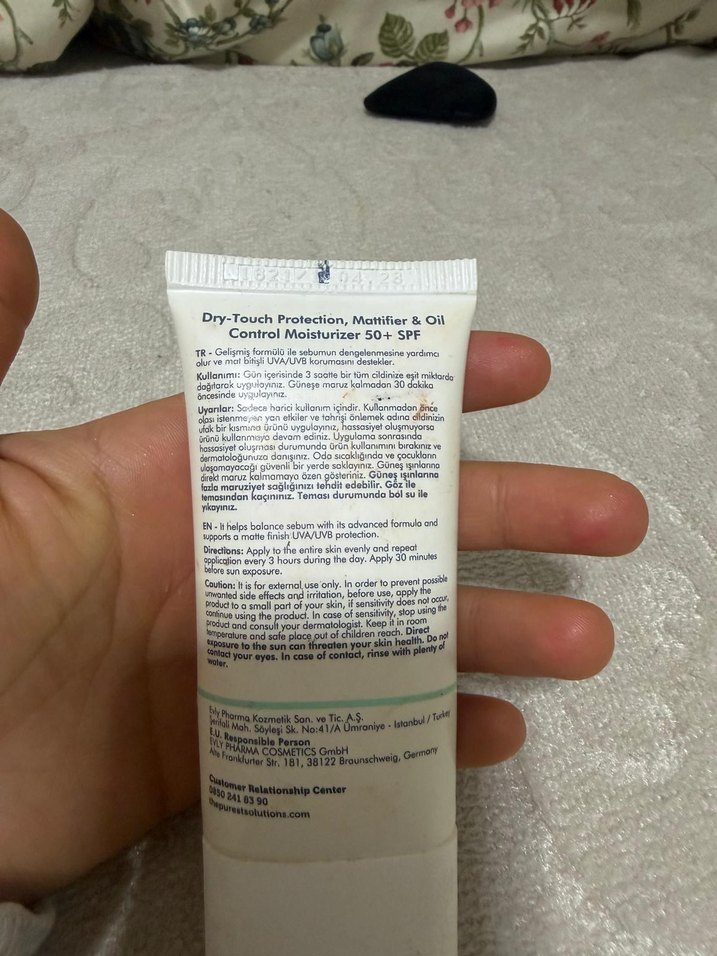 04.28
Dry-Touch Protection, Mattifier & Oil
Control Moisturizer 50+ SPF
TR - Gelişmiş formülü ile sebumun dengelenmesine yardımcı
olur ve mat bitişli UVA/UVB korumasını destekler.
Kullanımı: Gün içerisinde 3 saatte bir tüm cildinize eşit miktarda
dağıtarak uygulayınız. Güneşe maruz kalmadan 30 dakika
öncesinde uygulayınız.
Uyarılar: Sadece harici kullanım içindir. Kullanmadan önce
olası istenmeyen yan etkiler ve tahrişi önlemek adına cildinizin
ufak bir kısmına ürünü uygulayınız, hassasiyet oluşmuyorsa
ürünü kullanmaya devam ediniz. Uygulama sonrasında
hassasiyet oluşması durumunda ürün kullanımını bırakınız ve
dermatoloğunuza danışınız. Oda sıcaklığında ve çocukların
ulaşamayacağı güvenli bir yerde saklayınız. Güneş ışınlarına
direkt maruz kalmamaya özen gösteriniz. Güneş ışınlarına
fazla maruziyet sağlığınızı tehdit edebilir. Göz ile
temasından kaçınınız. Teması durumunda bol su ile
yıkayınız.
EN - It helps balance sebum with its advanced formula and
supports a matte finish UVA/UVB protection.
Directions: Apply to the entire skin evenly and repeat
application every 3 hours during the day. Apply 30 minutes
before sun exposure.
Caution: It is for external use only. In order to prevent possible
unwanted side effects and irritation, before use, apply the
product to a small part of your skin, if sensitivity does not occur,
continue using the product. In case of sensitivity, stop using the
product and consult your dermatologist. Keep it in room
temperature and safe place out of children reach. Direct
exposure to the sun can threaten your skin health. Do not
contact your eyes. In case of contact, rinse with plenty of
water.
Evly Pharma Kozmetik San. ve Tic. A.Ş.
Şerifali Mah. Söyleşi Sk. No:41/A Ümraniye - Istanbul / Turkey
E.U. Responsible Person
EVLY PHARMA COSMETICS GmbH
Alte Frankfurter Str. 181, 38122 Braunschweig, Germany
Customer Relationship Center
0850 241 83 90
thepurestsolutions.com